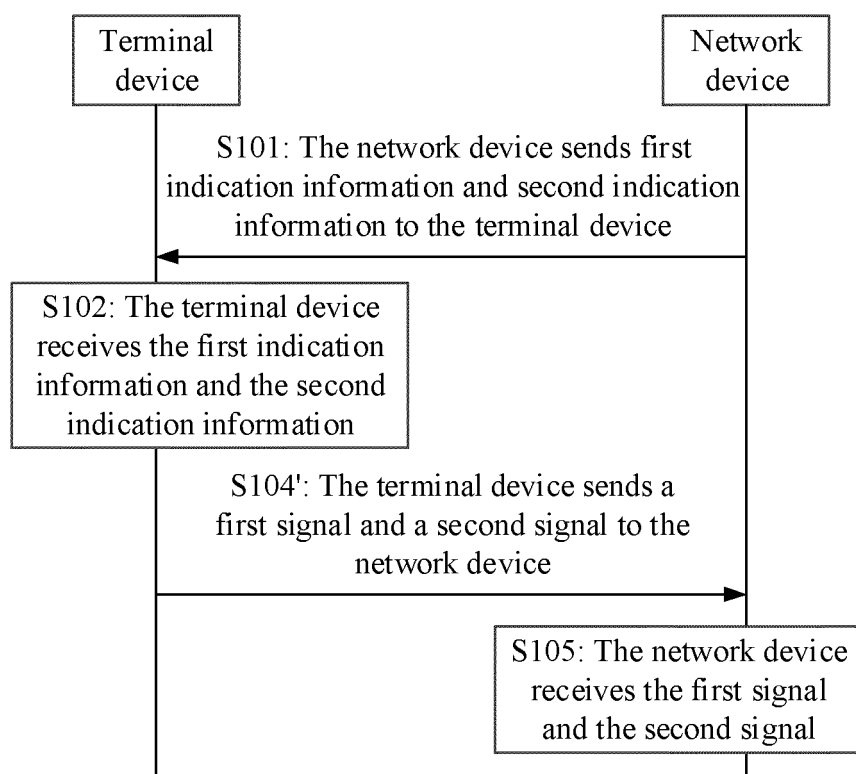 Terminal
device
Network
device
S101: The network device sends first
indication information and second indication
information to the terminal device
S102: The terminal device
receives the first indication
information and the second
indication information
S104': The terminal device sends a
first signal and a second signal to the
network device
S105: The network device
receives the first signal
and the second signal